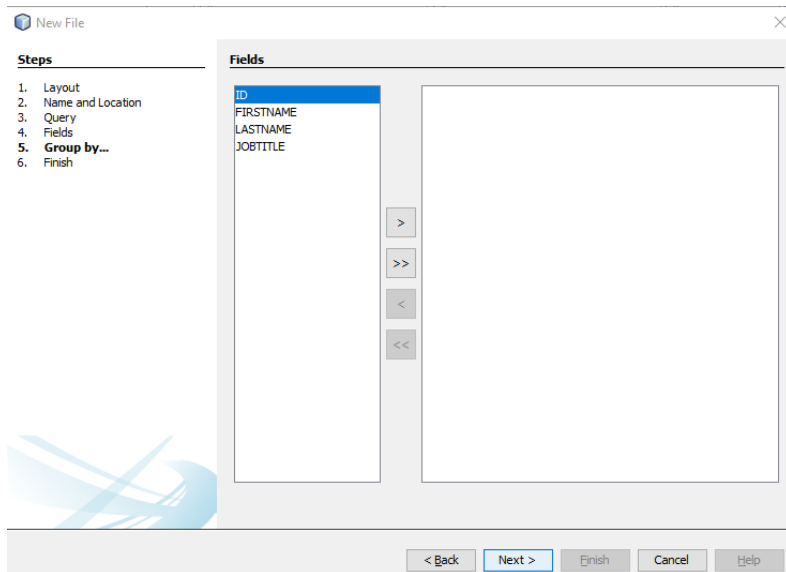 New File
Steps
1. Layout
2. Name and Location
3. Query
4. Fields
5. Group by...
6. Finish
Fields
ID
FIRSTNAME
LASTNAME
JOBTITLE
>
>>
<
<<
< Back Next > Finish Cancel Help